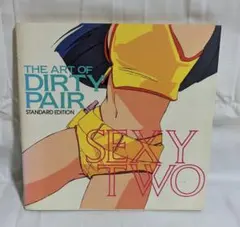 THE ART OF
DIRTY
PAIR
STANDARD EDITION
SEXY
TWO